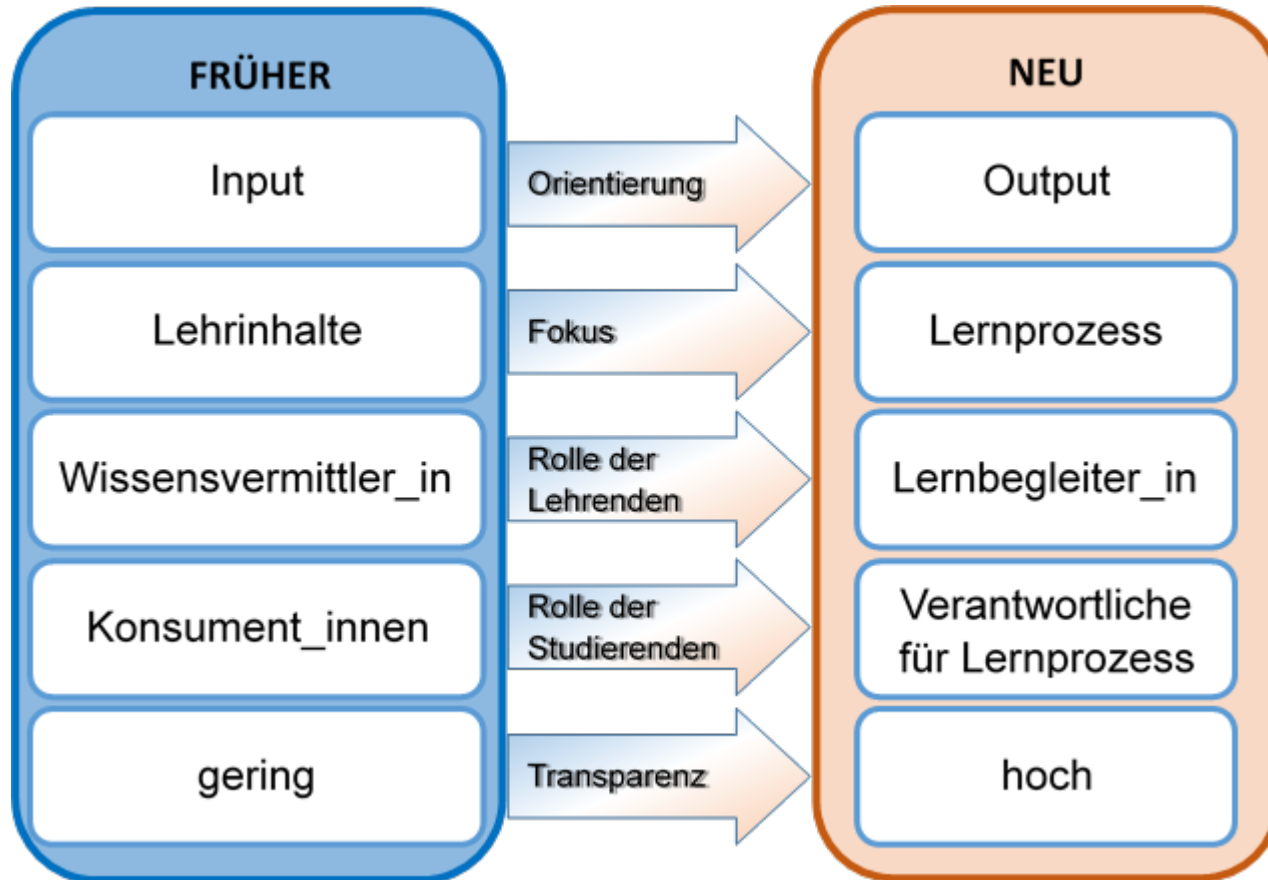 FRÜHER
NEU
Input
Orientierung
Output
Lehrinhalte
Fokus
Lernprozess
Wissensvermittler_in
Rolle der
Lehrenden
Lernbegleiter_in
Konsument_innen
Rolle der
Studierenden
Verantwortliche
für Lernprozess
gering
Transparenz
hoch